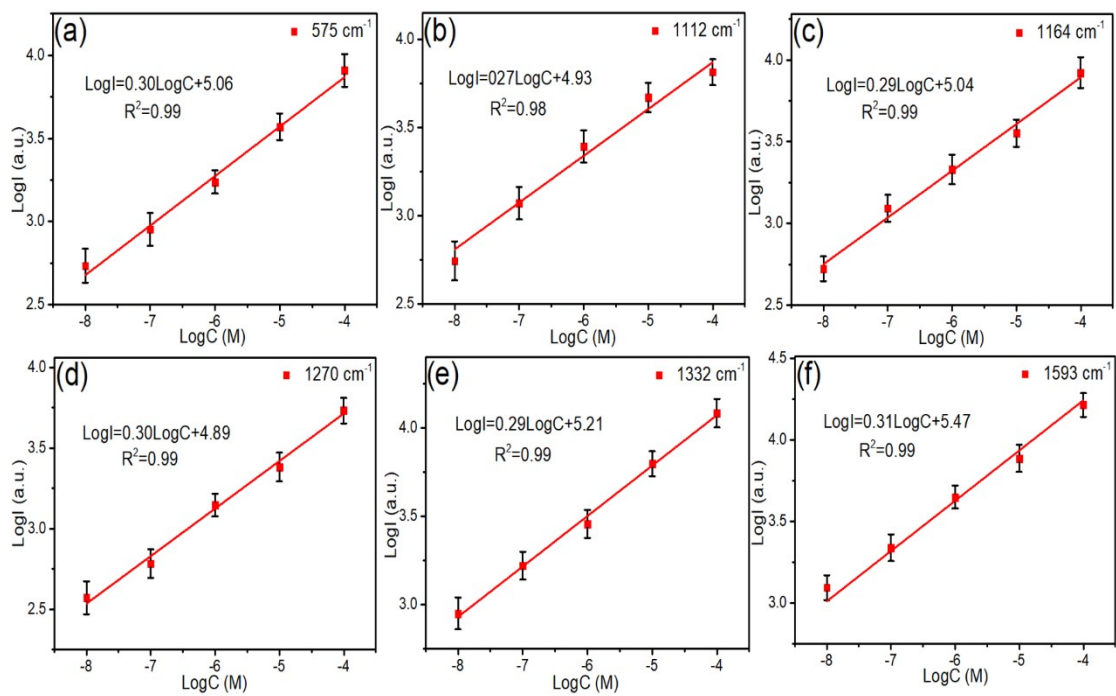 (a)
575 cm⁻¹
LogI=0.30LogC+5.06
R²=0.99
4.0
3.5
3.0
2.5
LogI (a.u.)
-8 -7 -6 -5 -4
LogC (M)
(b)
1112 cm⁻¹
LogI=027LogC+4.93
R²=0.98
4.0
3.5
3.0
2.5
LogI (a.u.)
-8 -7 -6 -5 -4
LogC (M)
(c)
1164 cm⁻¹
LogI=0.29LogC+5.04
R²=0.99
4.0
3.5
3.0
2.5
LogI (a.u.)
-8 -7 -6 -5 -4
LogC (M)
(d)
1270 cm⁻¹
LogI=0.30LogC+4.89
R²=0.99
4.0
3.5
3.0
2.5
LogI (a.u.)
-8 -7 -6 -5 -4
LogC (M)
(e)
1332 cm⁻¹
LogI=0.29LogC+5.21
R²=0.99
4.0
3.5
3.0
LogI (a.u.)
-8 -7 -6 -5 -4
LogC (M)
(f)
1593 cm⁻¹
LogI=0.31LogC+5.47
R²=0.99
4.5
4.0
3.5
3.0
LogI (a.u.)
-8 -7 -6 -5 -4
LogC (M)